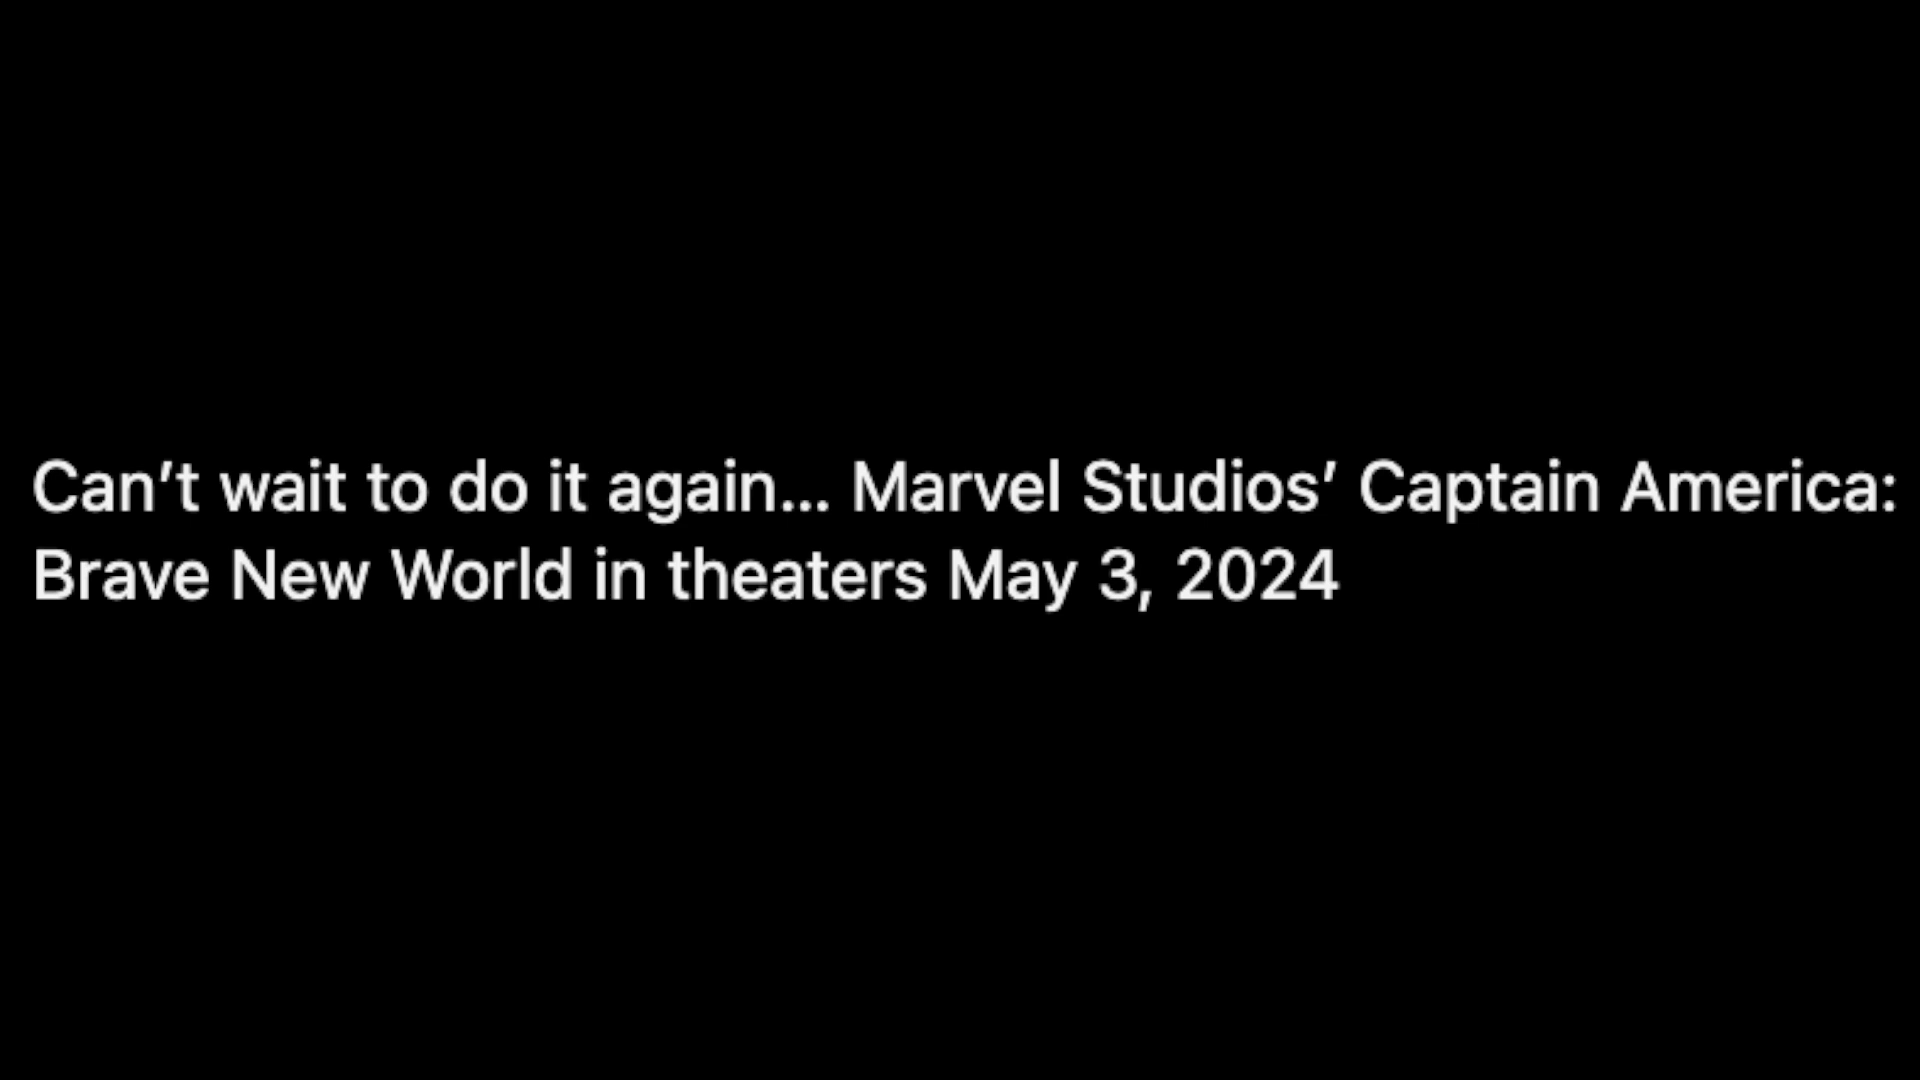 Can’t wait to do it again... Marvel Studios’ Captain America:
Brave New World in theaters May 3, 2024